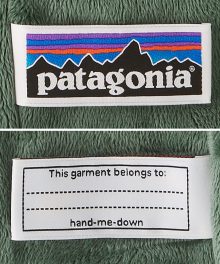 patagonia®
This garment belongs to:
hand-me-down